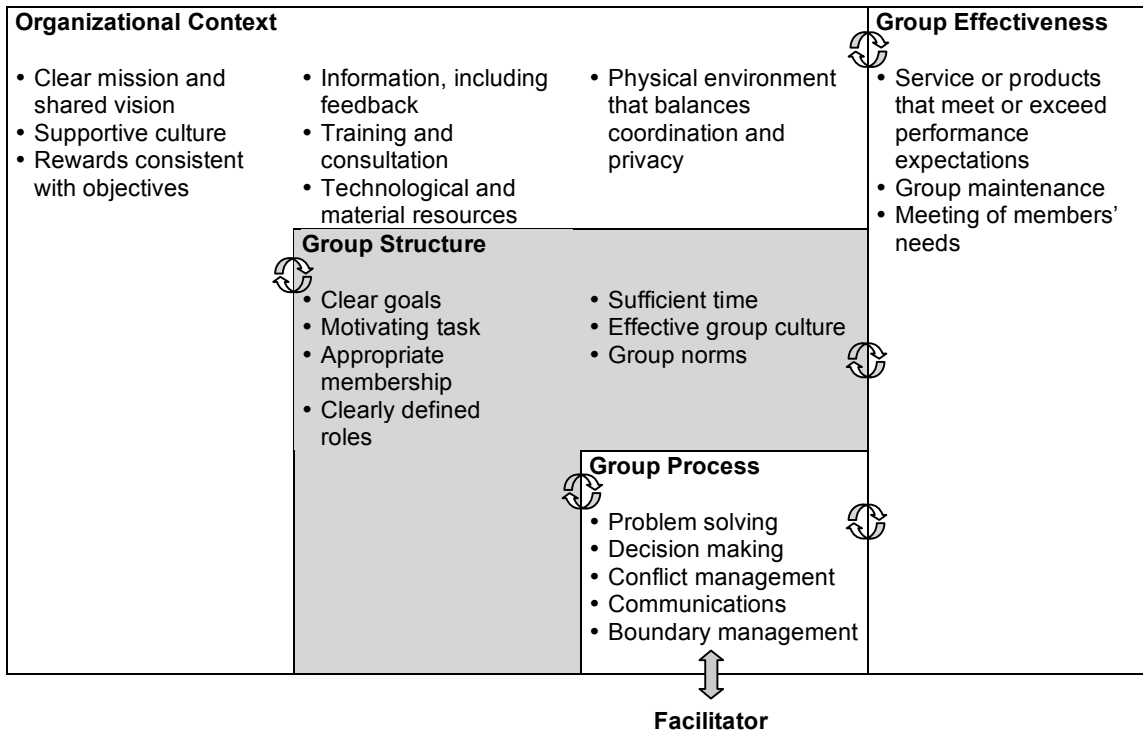 Organizational Context
• Clear mission and
shared vision
• Supportive culture
• Rewards consistent
with objectives
• Information, including
feedback
• Training and
consultation
• Technological and
material resources
• Physical environment
that balances
coordination and
privacy
Group Effectiveness
• Service or products
that meet or exceed
performance
expectations
• Group maintenance
• Meeting of members’
needs
Group Structure
• Clear goals
• Motivating task
• Appropriate
membership
• Clearly defined
roles
• Sufficient time
• Effective group culture
• Group norms
Group Process
• Problem solving
• Decision making
• Conflict management
• Communications
• Boundary management
Facilitator